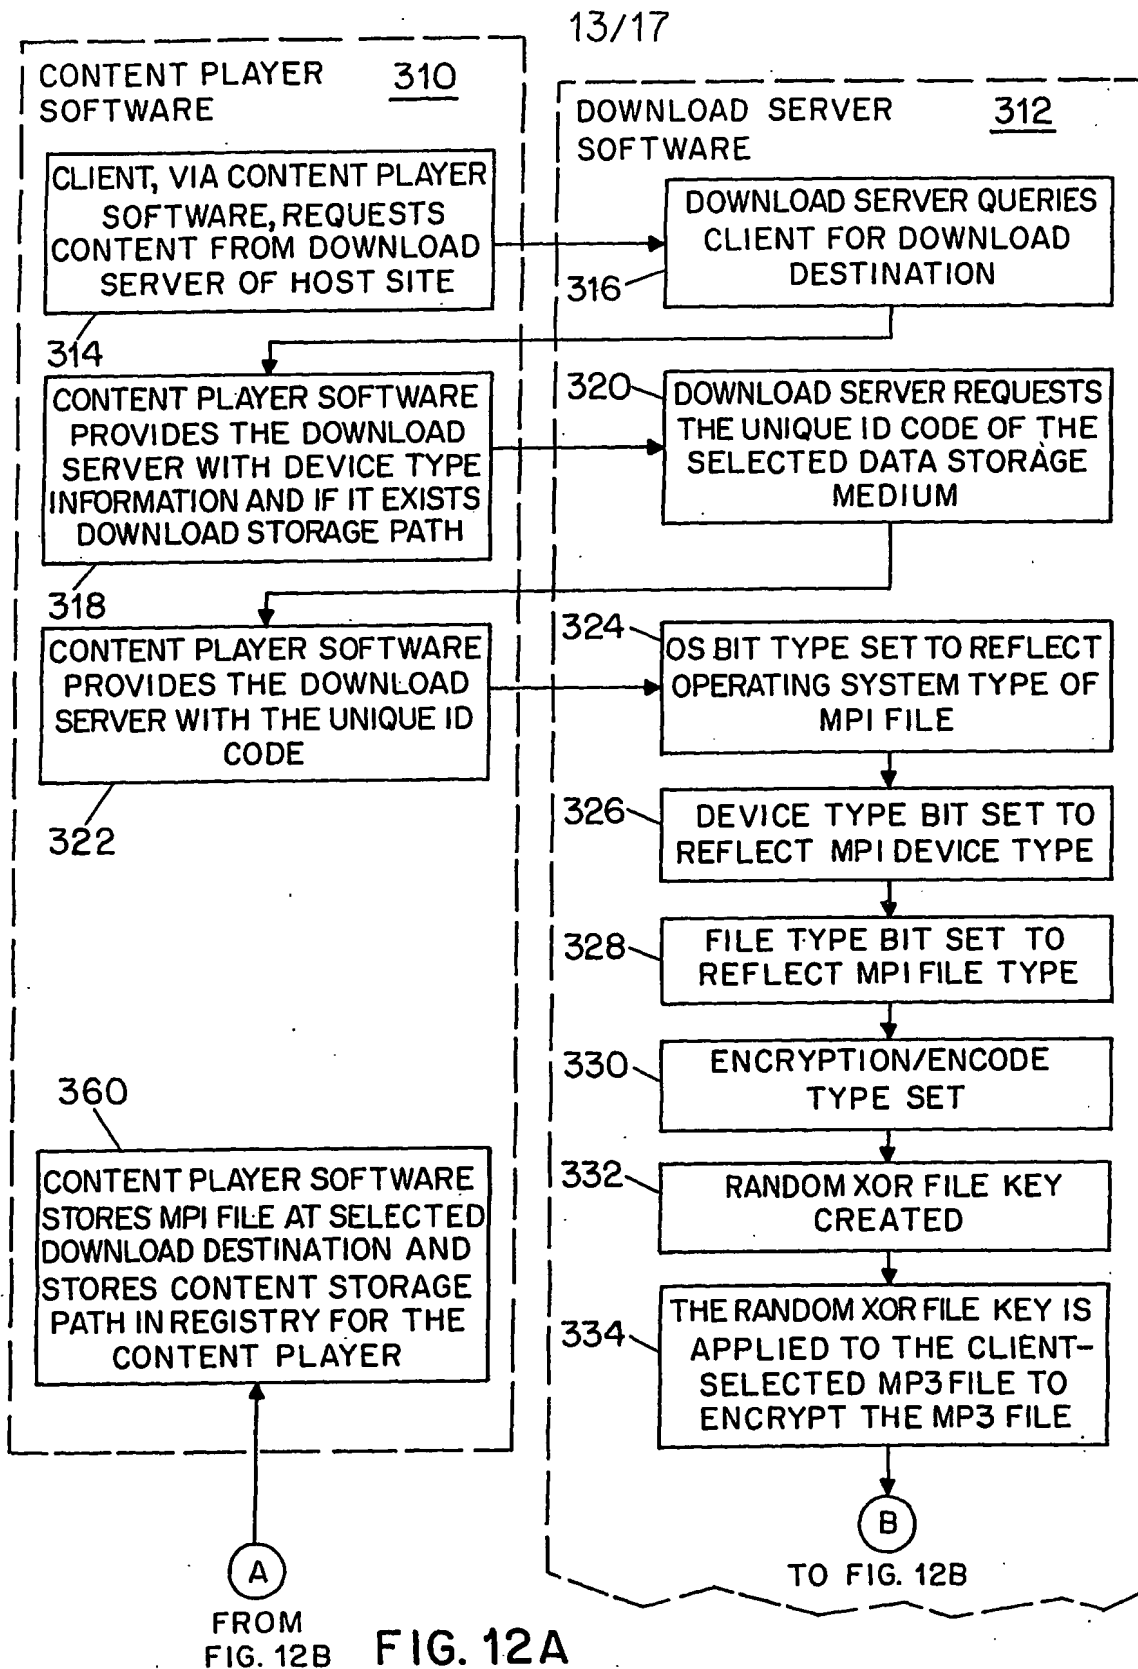 13/17
CONTENT PLAYER
SOFTWARE
310
CLIENT, VIA CONTENT PLAYER
SOFTWARE, REQUESTS
CONTENT FROM DOWNLOAD
SERVER OF HOST SITE
314
CONTENT PLAYER SOFTWARE
PROVIDES THE DOWNLOAD
SERVER WITH DEVICE TYPE
INFORMATION AND IF IT EXISTS
DOWNLOAD STORAGE PATH
318
CONTENT PLAYER SOFTWARE
PROVIDES THE DOWNLOAD
SERVER WITH THE UNIQUE ID
CODE
322
360
CONTENT PLAYER SOFTWARE
STORES MPI FILE AT SELECTED
DOWNLOAD DESTINATION AND
STORES CONTENT STORAGE
PATH IN REGISTRY FOR THE
CONTENT PLAYER
A
FROM
FIG. 12B
DOWNLOAD SERVER
SOFTWARE
312
DOWNLOAD SERVER QUERIES
CLIENT FOR DOWNLOAD
DESTINATION
316
320
DOWNLOAD SERVER REQUESTS
THE UNIQUE ID CODE OF THE
SELECTED DATA STORAGE
MEDIUM
324
OS BIT TYPE SET TO REFLECT
OPERATING SYSTEM TYPE OF
MPI FILE
326
DEVICE TYPE BIT SET TO
REFLECT MPI DEVICE TYPE
328
FILE TYPE BIT SET TO
REFLECT MPI FILE TYPE
330
ENCRYPTION/ENCODE
TYPE SET
332
RANDOM XOR FILE KEY
CREATED
334
THE RANDOM XOR FILE KEY IS
APPLIED TO THE CLIENT-
SELECTED MP3 FILE TO
ENCRYPT THE MP3 FILE
B
TO FIG. 12B
FIG. 12A